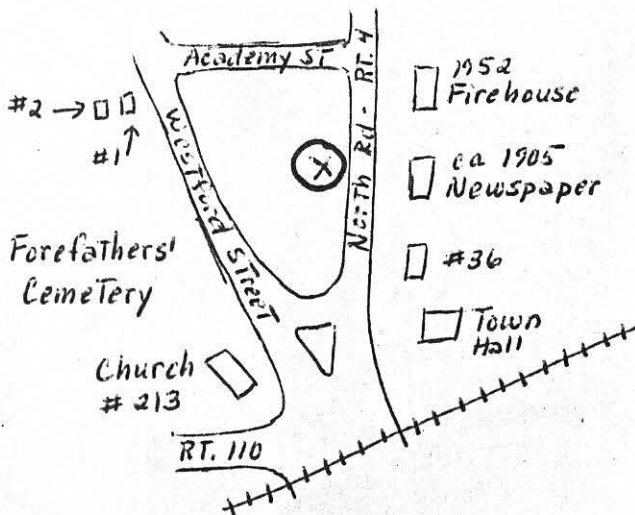 Academy ST
North Rd - RT. 4
1952
Firehouse
#2 →
#1
Westford Street
X
ca 1905
Newspaper
Forefathers'
Cemetery
#36
Town
Hall
Church
# 213
RT. 110